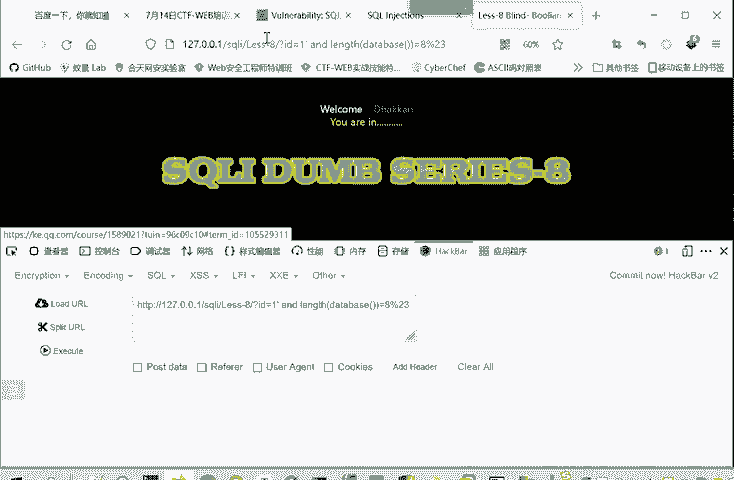 百度一下，你就知道
7月14日CTF-WEB培训
Vulnerability: SQL
SQL Injections
Less-8 Blind- Boolian
127.0.0.1/sqli/Less-8/?id=1' and length(database())=8%23
60%
GitHub
蚁景 Lab
合天网安实验室
Web安全工程师特训班
CTF-WEB实战技能特...
CyberChef
ASCII码对照表
其他书签
移动设备上的书签
Welcome Dhakkan
You are in...........
SQLI DUMB SERIES-8
https://ke.qq.com/course/1589021?tuin=96c09c10#term_id=105529311
查看器
控制台
调试器
网络
样式编辑器
性能
内存
存储
HackBar
应用程序
1
Encryption
Encoding
SQL
XSS
LFI
XXE
Other
Commit now! HackBar v2
Load URL
http://127.0.0.1/sqli/Less-8/?id=1' and length(database())=8%23
Split URL
Execute
Post data
Referer
User Agent
Cookies
Add Header
Clear All